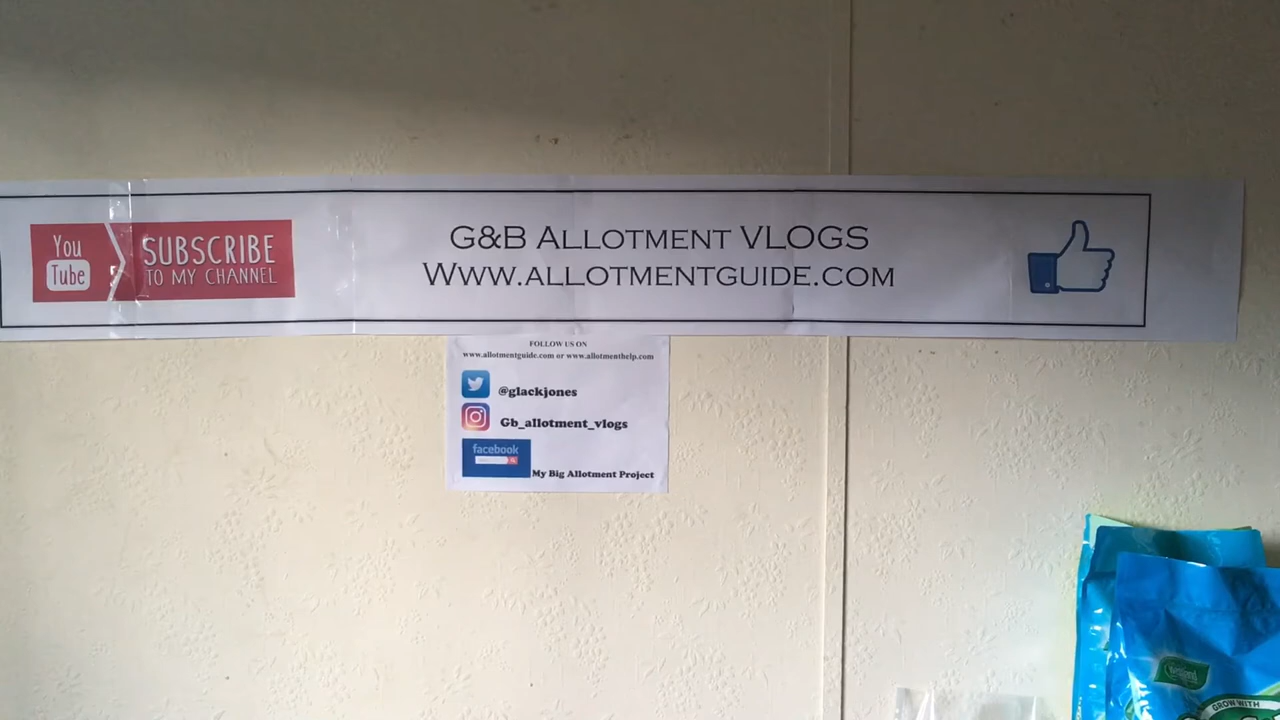 You
Tube
SUBSCRIBE
TO MY CHANNEL
G&B ALLOTMENT VLOGS
WWW.ALLOTMENTGUIDE.COM
FOLLOW US ON
www.allotmentguide.com or www.allotmenthelp.com
@glackjones
Gb_allotment_vlogs
facebook
My Big Allotment Project
GROW WITH